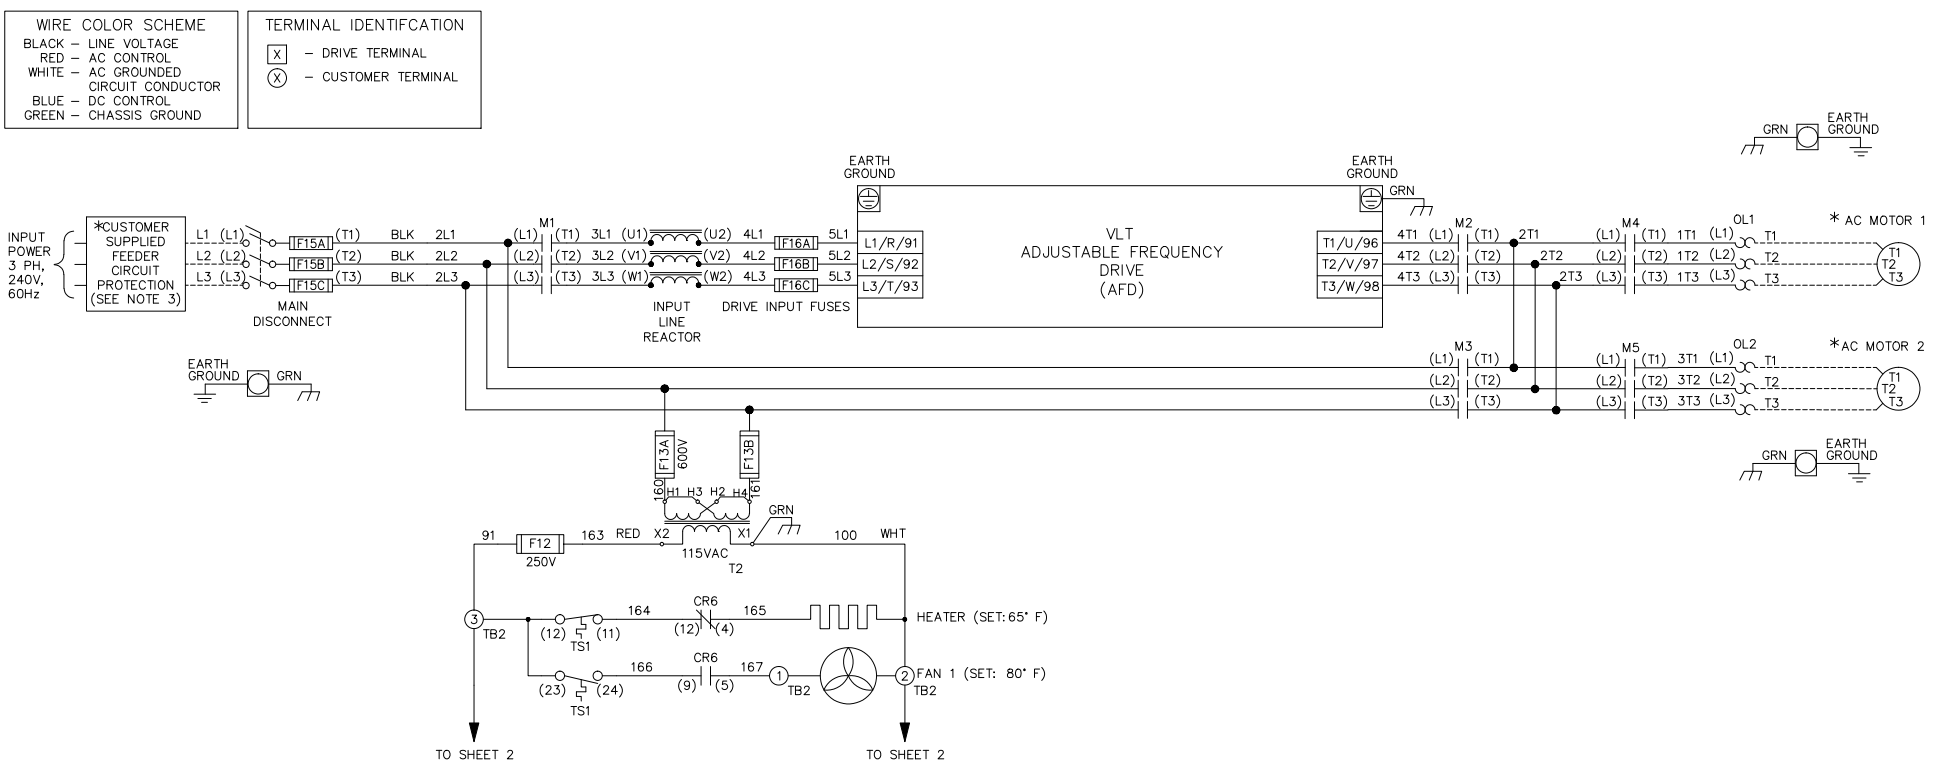 WIRE COLOR SCHEME
BLACK – LINE VOLTAGE
RED – AC CONTROL
WHITE – AC GROUNDED
CIRCUIT CONDUCTOR
BLUE – DC CONTROL
GREEN – CHASSIS GROUND
TERMINAL IDENTIFCATION
X – DRIVE TERMINAL
X – CUSTOMER TERMINAL
EARTH
GROUND
GRN
EARTH
GROUND
EARTH
GROUND
GRN
INPUT
POWER
3 PH,
240V,
60Hz
*CUSTOMER
SUPPLIED
FEEDER
CIRCUIT
PROTECTION
(SEE NOTE 3)
L1 (L1) F15A (T1) BLK 2L1 (L1) M1 (T1) 3L1 (U1) (U2) 4L1 F16A 5L1 L1/R/91
L2 (L2) F15B (T2) BLK 2L2 (L2) (T2) 3L2 (V1) (V2) 4L2 F16B 5L2 L2/S/92
L3 (L3) F15C (T3) BLK 2L3 (L3) (T3) 3L3 (W1) (W2) 4L3 F16C 5L3 L3/T/93
MAIN
DISCONNECT
INPUT
LINE
REACTOR
DRIVE INPUT FUSES
VLT
ADJUSTABLE FREQUENCY
DRIVE
(AFD)
T1/U/96 4T1 (L1) M2 (T1) 2T1 (L1) M4 (T1) 1T1 (L1) OL1 T1
T2/V/97 4T2 (L2) (T2) 2T2 (L2) (T2) 1T2 (L2) T2
T3/W/98 4T3 (L3) (T3) 2T3 (L3) (T3) 1T3 (L3) T3
* AC MOTOR 1
T1
T2
T3
EARTH
GROUND
GRN
(L1) M3 (T1) (L1) M5 (T1) 3T1 (L1) OL2 T1
(L2) (T2) (L2) (T2) 3T2 (L2) T2
(L3) (T3) (L3) (T3) 3T3 (L3) T3
*AC MOTOR 2
T1
T2
T3
GRN
EARTH
GROUND
F13A
600V
F13B
160
H1 H3 H2 H4
161
GRN
91 F12 163 RED X2 X1 100 WHT
250V
115VAC
T2
3
TB2
(12) (11)
TS1
164
CR6
(12) (4)
165
HEATER (SET:65° F)
(23) (24)
TS1
166
CR6
(9) (5)
167
1
TB2
2
TB2
FAN 1 (SET: 80° F)
TO SHEET 2
TO SHEET 2